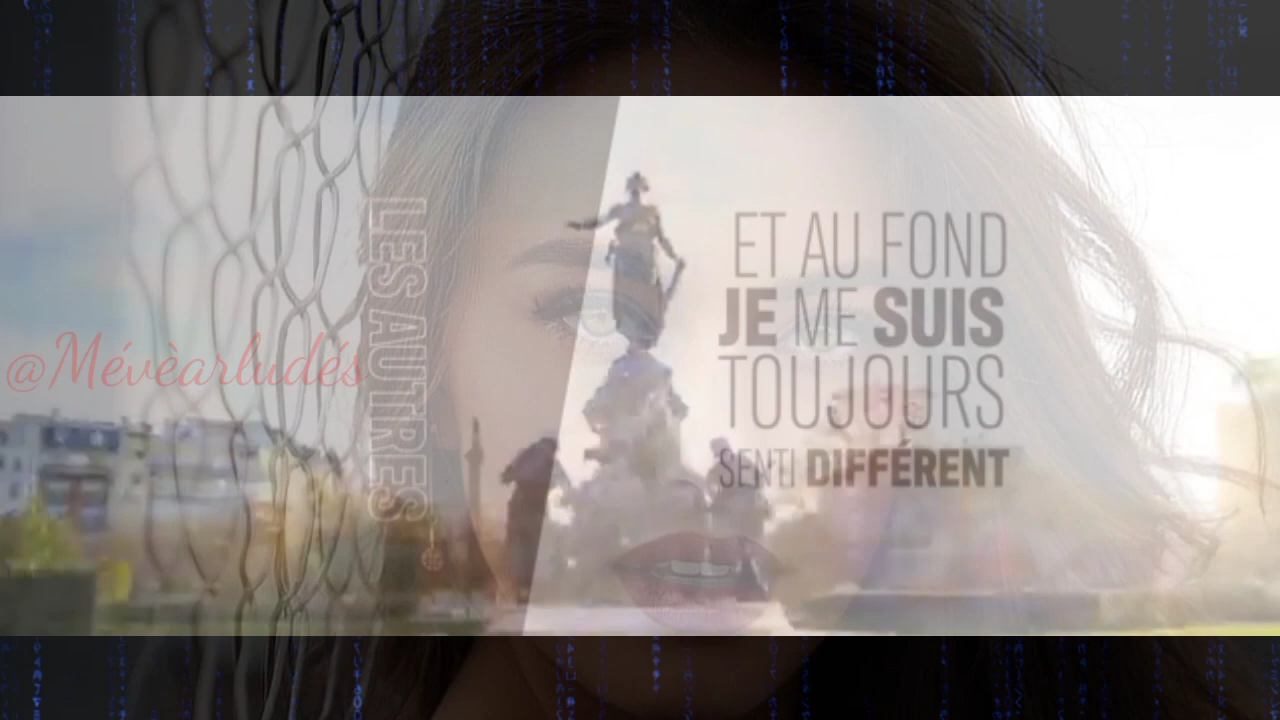 LES AUTRES
ET AU FOND
JE ME SUIS
TOUJOURS
SENTI DIFFÉRENT
@Mévèarludés